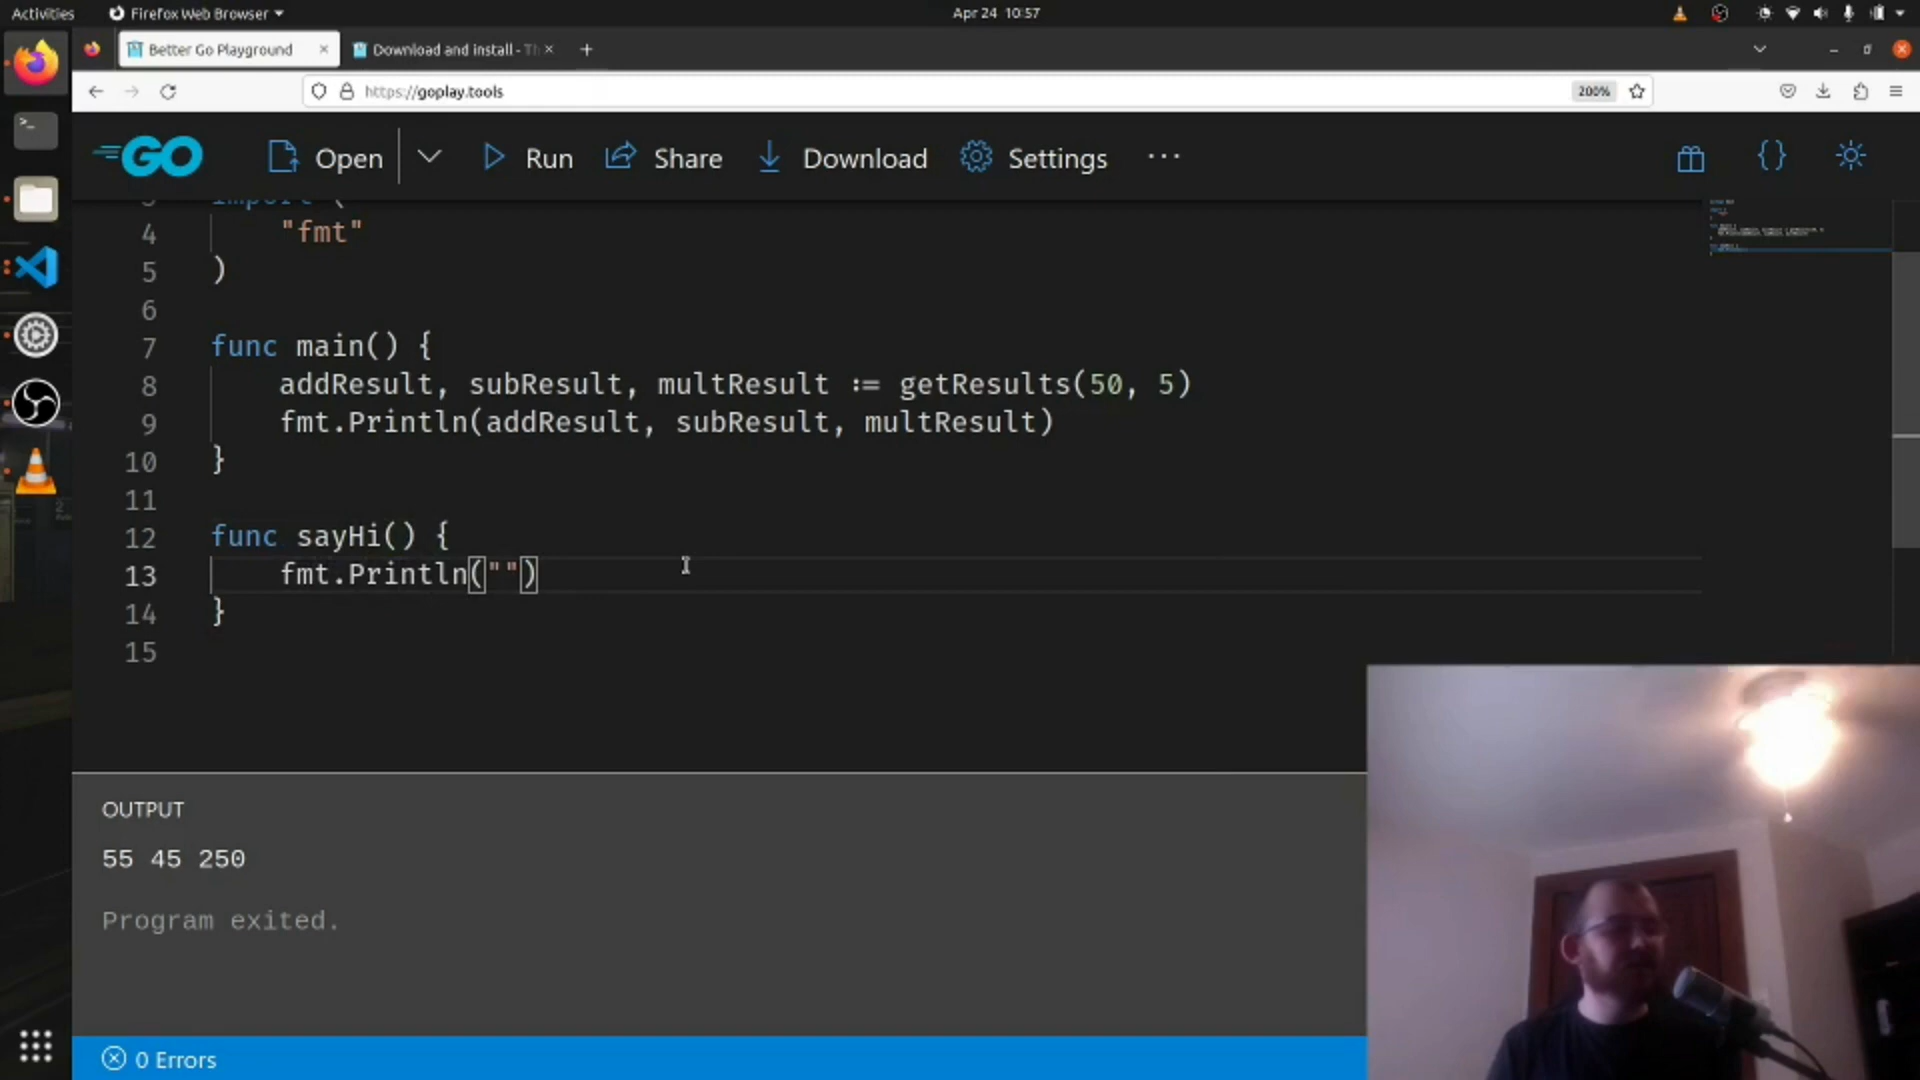 Activities
Firefox Web Browser
Apr 24 10:57
Better Go Playground
Download and install - Th
https://goplay.tools
200%
GO
Open
Run
Share
Download
Settings
import (
4 "fmt"
5 )
6
7 func main() {
8 addResult, subResult, multResult := getResults(50, 5)
9 fmt.Println(addResult, subResult, multResult)
10 }
11
12 func sayHi() {
13 fmt.Println("")
14 }
15
OUTPUT
55 45 250
Program exited.
0 Errors